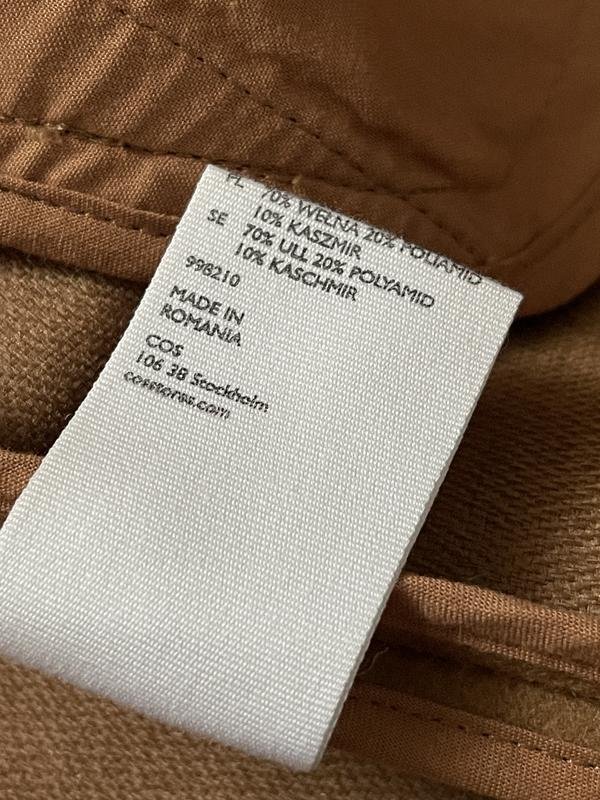 PL 70% WEŁNA 20% POLIAMID
10% KASZMIR
SE 70% ULL 20% POLYAMID
10% KASCHMIR
998210
MADE IN
ROMANIA
COS
106 38 Stockholm
cosstores.com